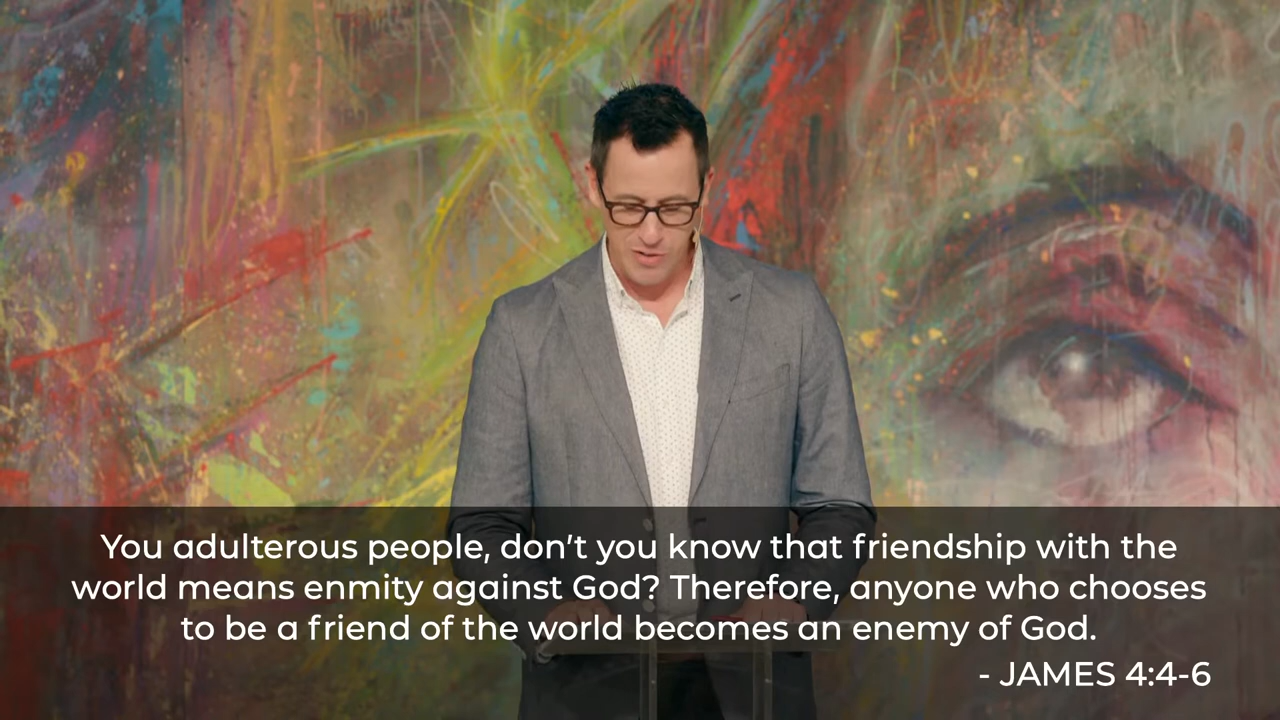 You adulterous people, don't you know that friendship with the
world means enmity against God? Therefore, anyone who chooses
to be a friend of the world becomes an enemy of God.
- JAMES 4:4-6